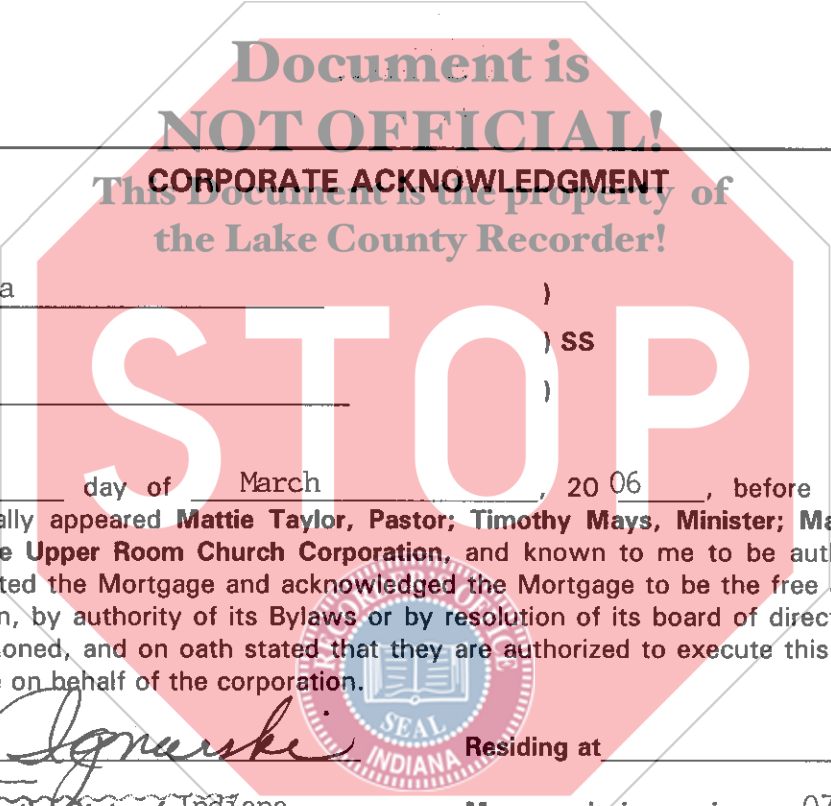 Document is
NOT OFFICIAL!
CORPORATE ACKNOWLEDGMENT
This Document is the property of
the Lake County Recorder!
a )
) SS
)
STOP
day of March , 20 06 , before
ally appeared Mattie Taylor, Pastor; Timothy Mays, Minister; Ma
e Upper Room Church Corporation, and known to me to be auth
ted the Mortgage and acknowledged the Mortgage to be the free
n, by authority of its Bylaws or by resolution of its board of direct
oned, and on oath stated that they are authorized to execute this
on behalf of the corporation.
SEAL
INDIANA
Ignarski Residing at
Indiana 07